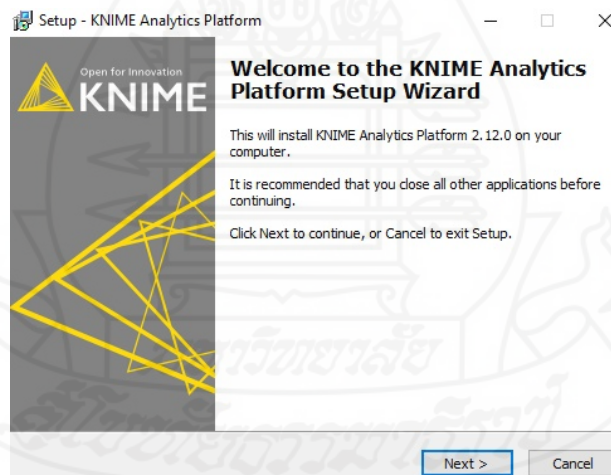 Setup - KNIME Analytics Platform
Open for Innovation
KNIME
Welcome to the KNIME Analytics
Platform Setup Wizard
This will install KNIME Analytics Platform 2.12.0 on your
computer.
It is recommended that you close all other applications before
continuing.
Click Next to continue, or Cancel to exit Setup.
Next >
Cancel